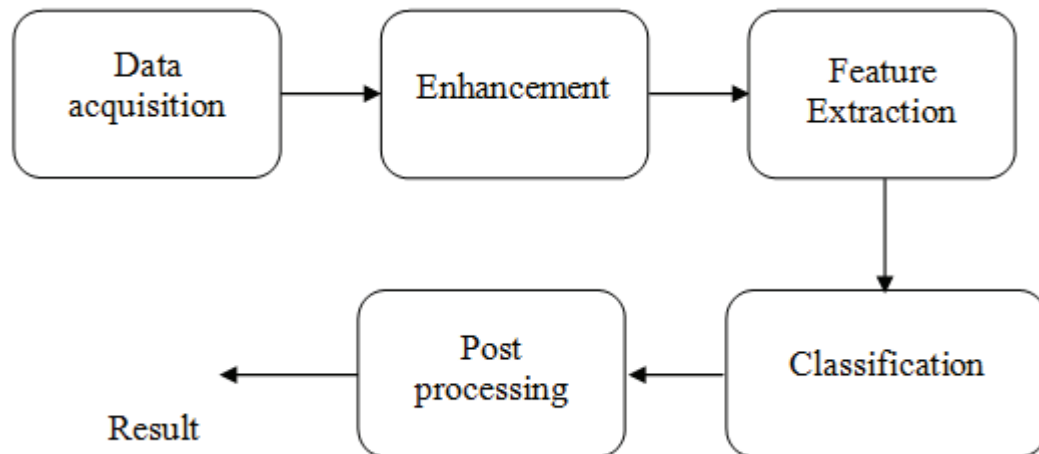 Data
acquisition
Enhancement
Feature
Extraction
Classification
Post
processing
Result